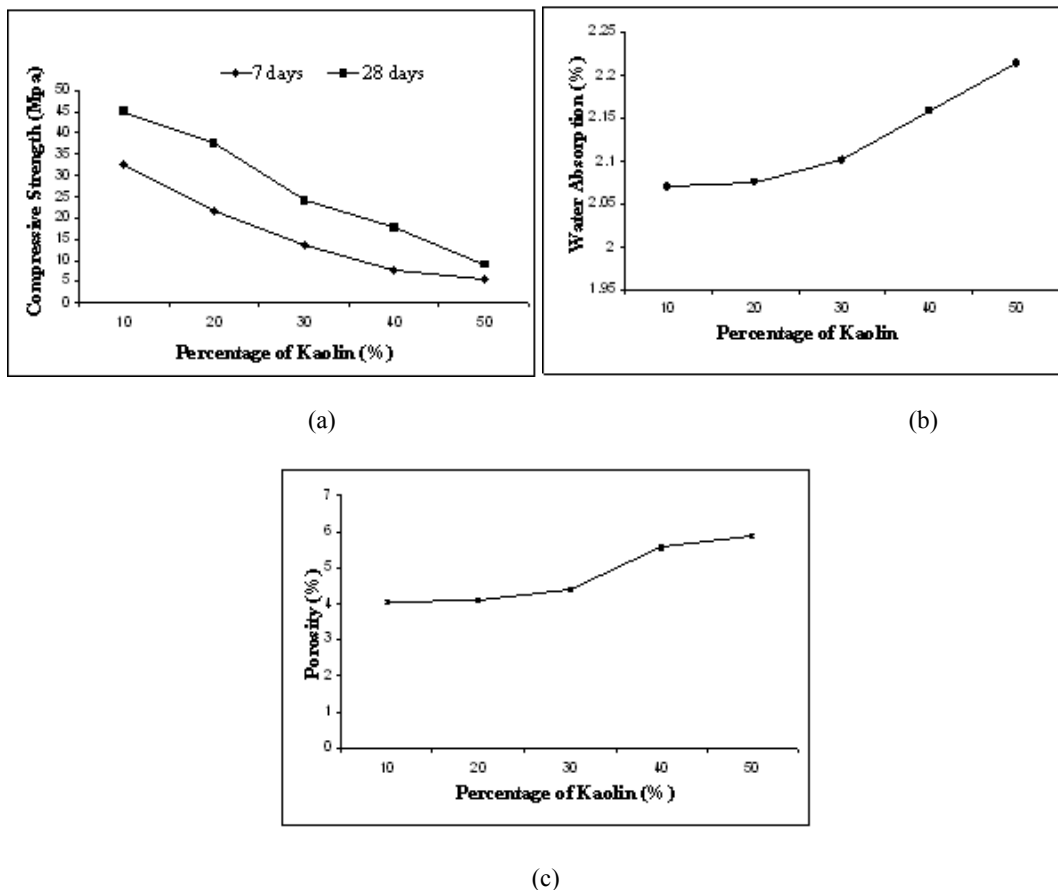 7 days 28 days
Compressive Strength (Mpa)
50
45
40
35
30
25
20
15
10
5
0
10 20 30 40 50
Percentage of Kaolin (%)
(a)
Water Absorption (%)
2.25
2.2
2.15
2.1
2.05
2
1.95
10 20 30 40 50
Percentage of Kaolin
(b)
Porosity (%)
7
6
5
4
3
2
1
0
10 20 30 40 50
Percentage of Kaolin (%)
(c)